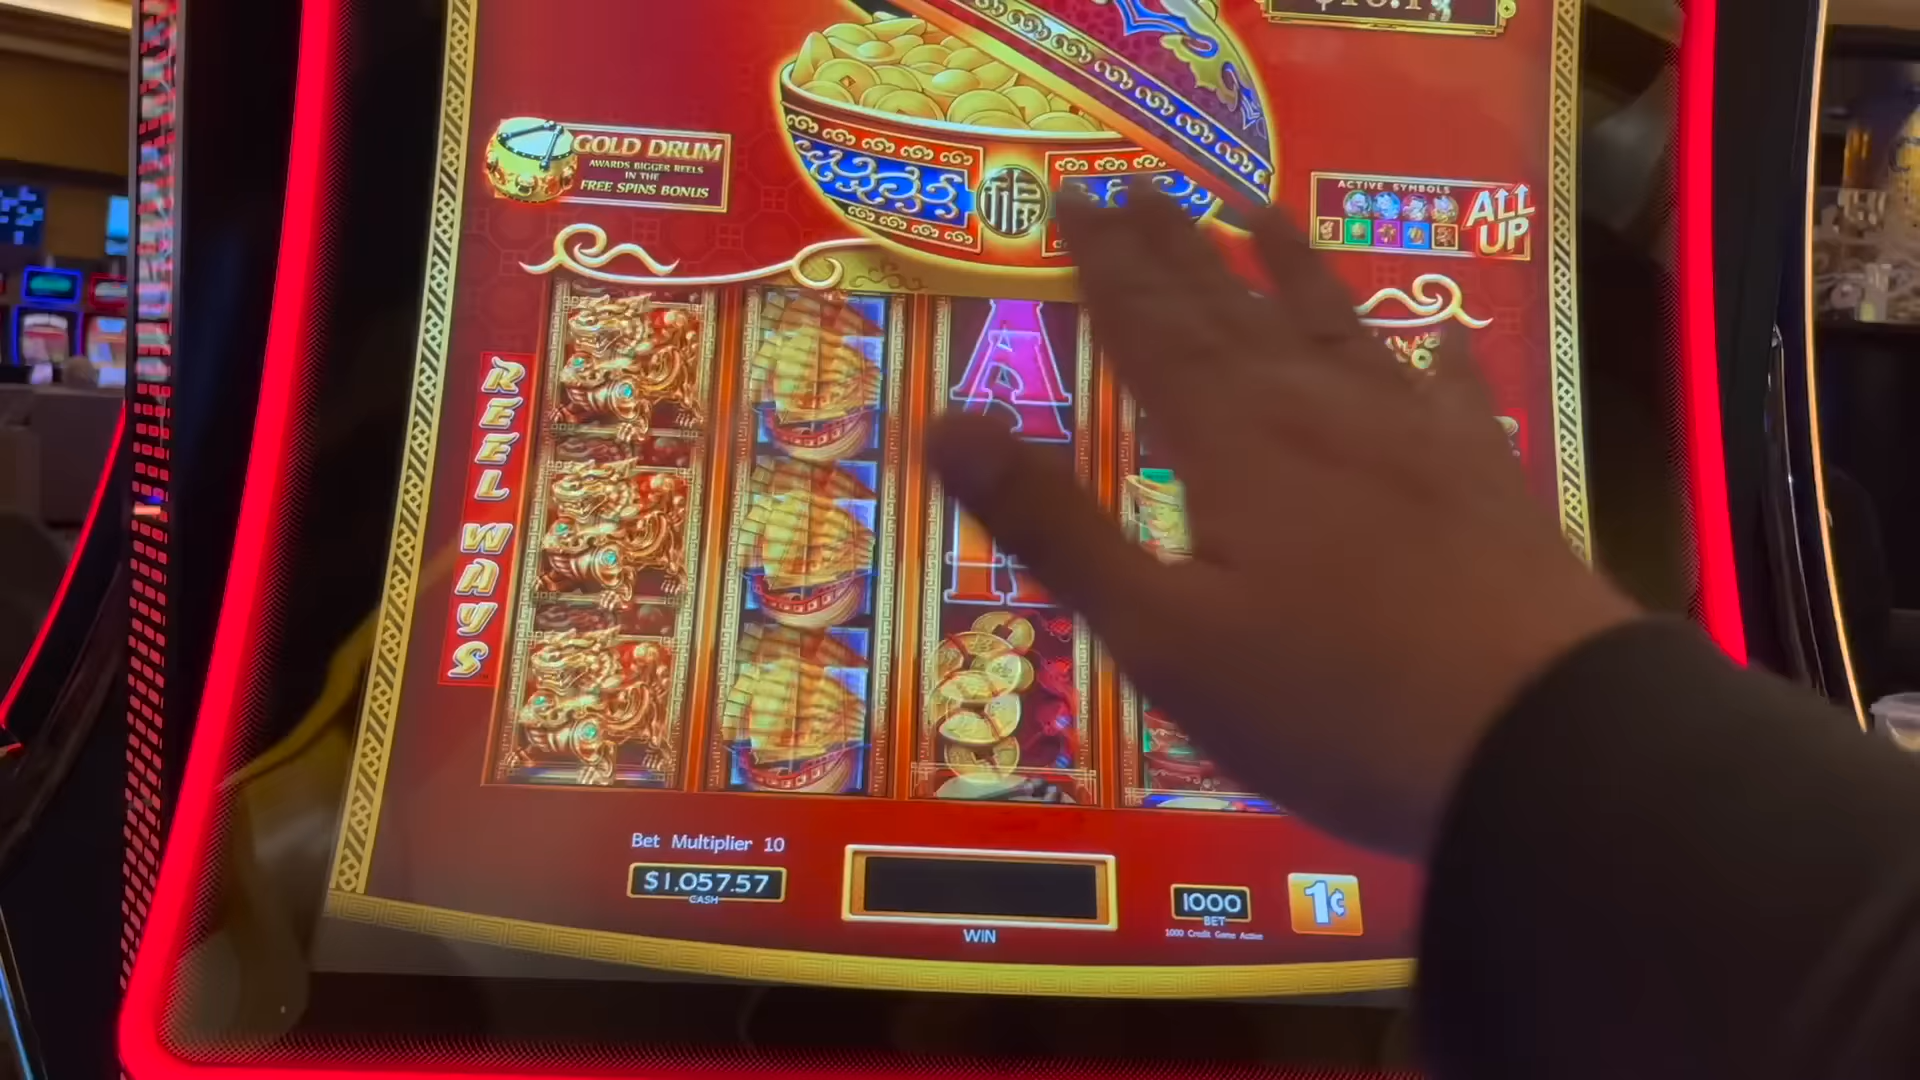 GOLD DRUM
AWARDS BIGGER REELS
IN THE
FREE SPINS BONUS
福
ACTIVE SYMBOLS
ALL
UP
REEL WAYS
A
Bet Multiplier 10
$1,057.57
CASH
WIN
1000
BET
1000 Credit Game Active
1¢